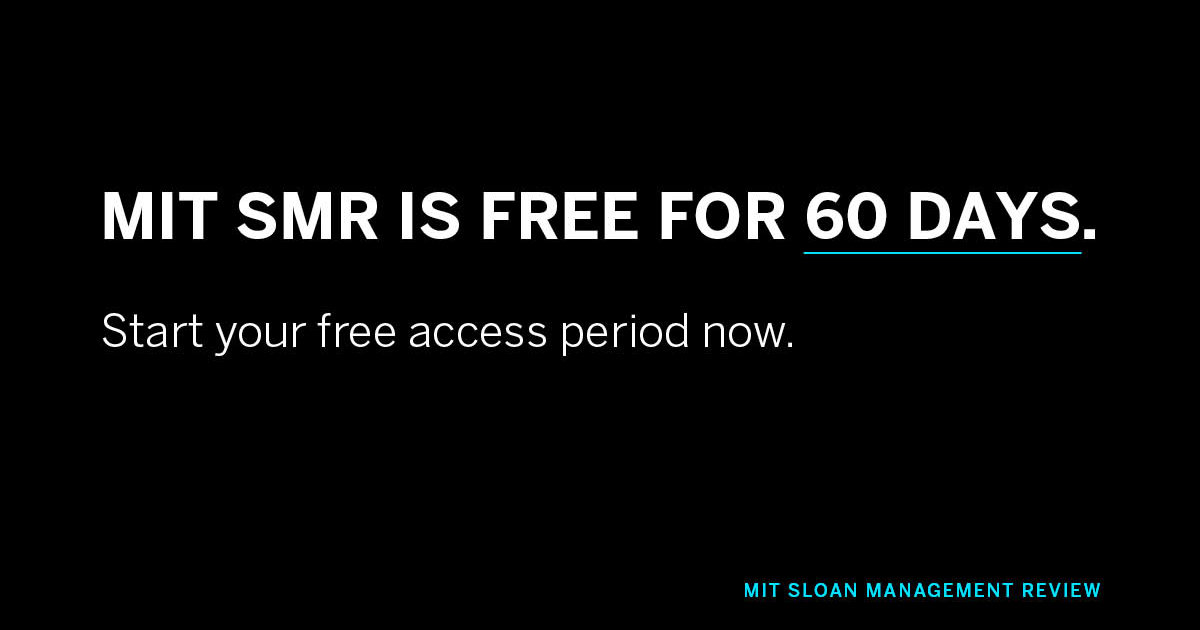 MIT SMR IS FREE FOR 60 DAYS.
Start your free access period now.
MIT SLOAN MANAGEMENT REVIEW